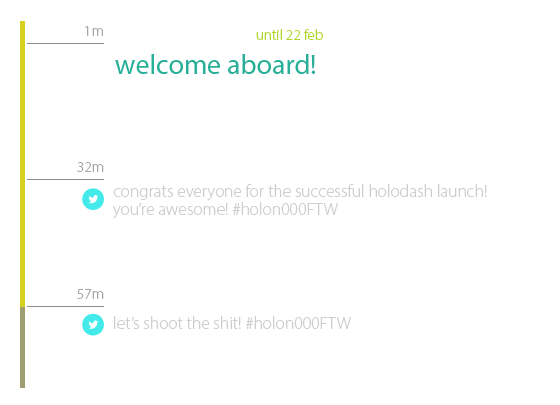 1m
until 22 feb
welcome aboard!
32m
congrats everyone for the successful holodash launch!
you're awesome! #holon000FTW
57m
let's shoot the shit! #holon000FTW